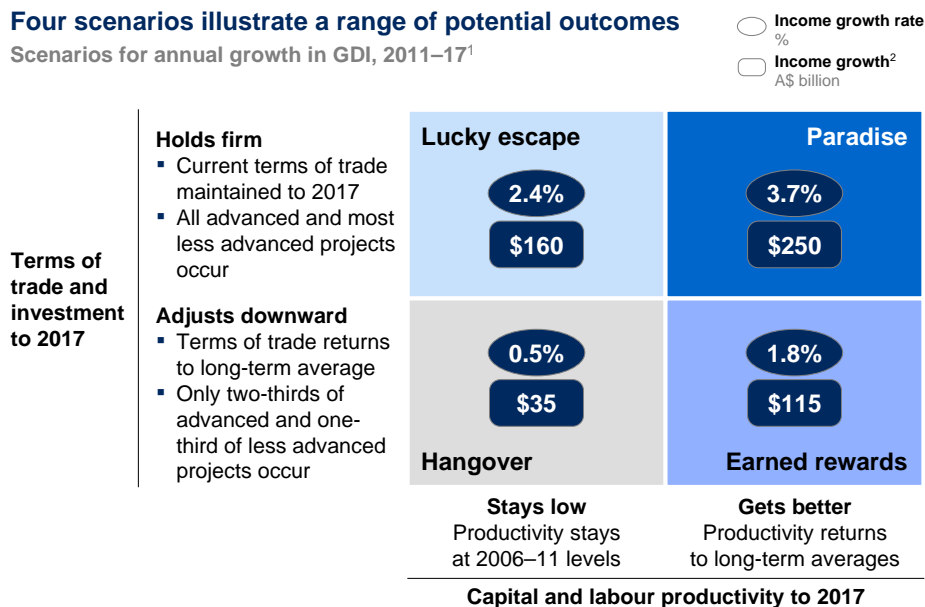 Four scenarios illustrate a range of potential outcomes
Scenarios for annual growth in GDI, 2011–17¹
Income growth rate
%
Income growth²
A$ billion
Terms of
trade and
investment
to 2017
Holds firm
▪ Current terms of trade
maintained to 2017
▪ All advanced and most
less advanced projects
occur
Adjusts downward
▪ Terms of trade returns
to long-term average
▪ Only two-thirds of
advanced and one-
third of less advanced
projects occur
Lucky escape
2.4%
$160
Paradise
3.7%
$250
0.5%
$35
Hangover
1.8%
$115
Earned rewards
Stays low
Productivity stays
at 2006–11 levels
Gets better
Productivity returns
to long-term averages
Capital and labour productivity to 2017